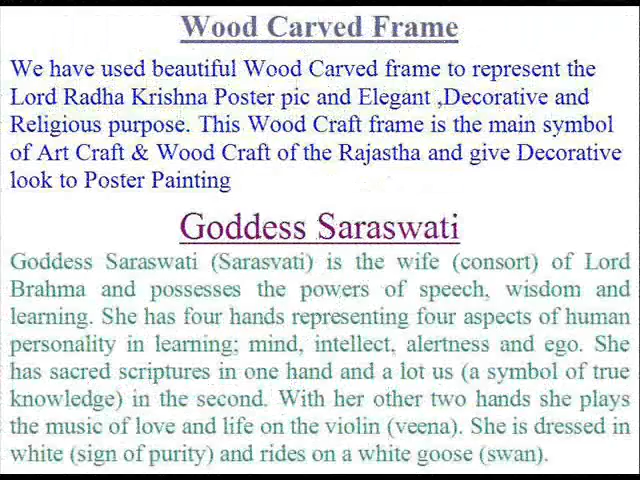 Wood Carved Frame
We have used beautiful Wood Carved frame to represent the
Lord Radha Krishna Poster pic and Elegant ,Decorative and
Religious purpose. This Wood Craft frame is the main symbol
of Art Craft & Wood Craft of the Rajastha and give Decorative
look to Poster Painting
Goddess Saraswati
Goddess Saraswati (Sarasvati) is the wife (consort) of Lord
Brahma and possesses the powers of speech, wisdom and
learning. She has four hands representing four aspects of human
personality in learning; mind, intellect, alertness and ego. She
has sacred scriptures in one hand and a lot us (a symbol of true
knowledge) in the second. With her other two hands she plays
the music of love and life on the violin (veena). She is dressed in
white (sign of purity) and rides on a white goose (swan).